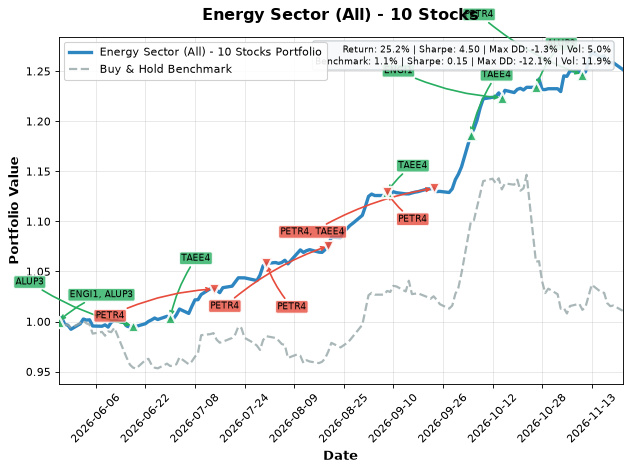 Energy Sector (All) - 10 Stocks
PETR4
Energy Sector (All) - 10 Stocks Portfolio
Buy & Hold Benchmark
Return: 25.2% | Sharpe: 4.50 | Max DD: -1.3% | Vol: 5.0%
Benchmark: 1.1% | Sharpe: 0.15 | Max DD: -12.1% | Vol: 11.9%
ALUP3
ENGI1
TAEE4
TAEE4
PETR4
PETR4, TAEE4
TAEE4
ALUP3
ENGI1, ALUP3
PETR4
PETR4
PETR4
Portfolio Value
1.25
1.20
1.15
1.10
1.05
1.00
0.95
2026-06-06
2026-06-22
2026-07-08
2026-07-24
2026-08-09
2026-08-25
2026-09-10
2026-09-26
2026-10-12
2026-10-28
2026-11-13
Date